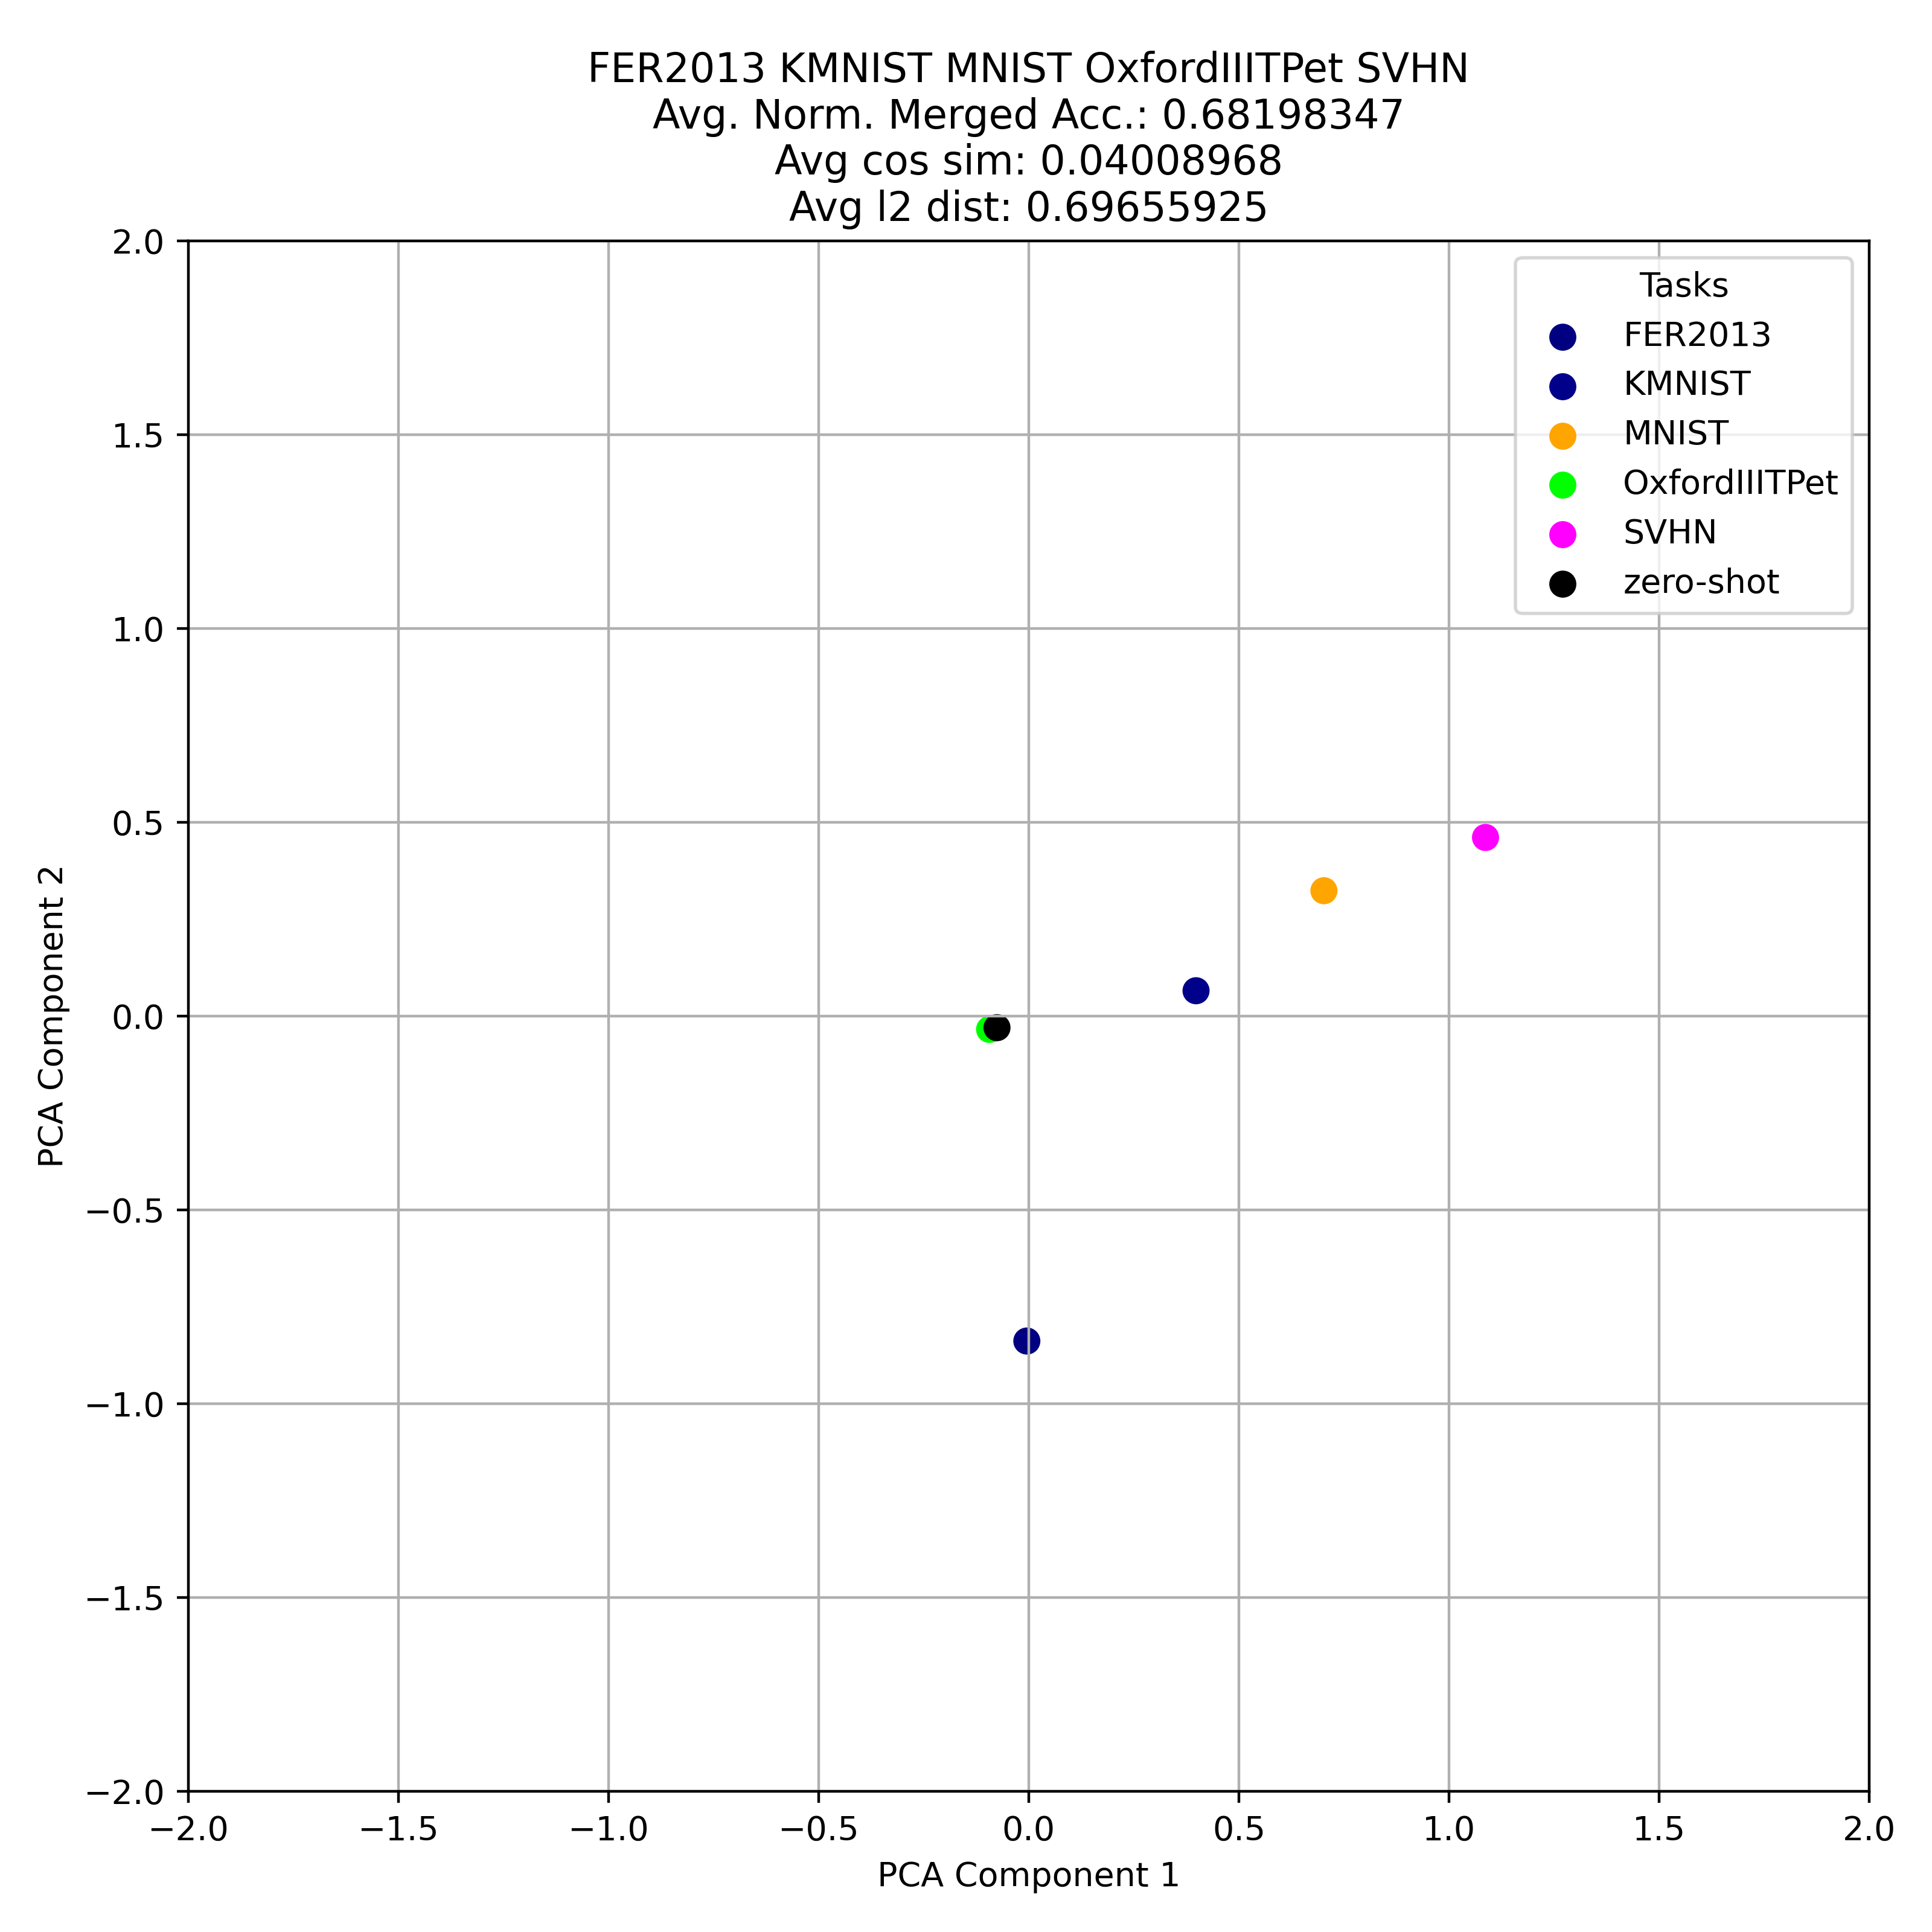 FER2013 KMNIST MNIST OxfordIIITPet SVHN
Avg. Norm. Merged Acc.: 0.68198347
Avg cos sim: 0.04008968
Avg l2 dist: 0.69655925
Tasks
FER2013
KMNIST
MNIST
OxfordIIITPet
SVHN
zero-shot
PCA Component 2
2.0
1.5
1.0
0.5
0.0
−0.5
−1.0
−1.5
−2.0
−2.0 −1.5 −1.0 −0.5 0.0 0.5 1.0 1.5 2.0
PCA Component 1